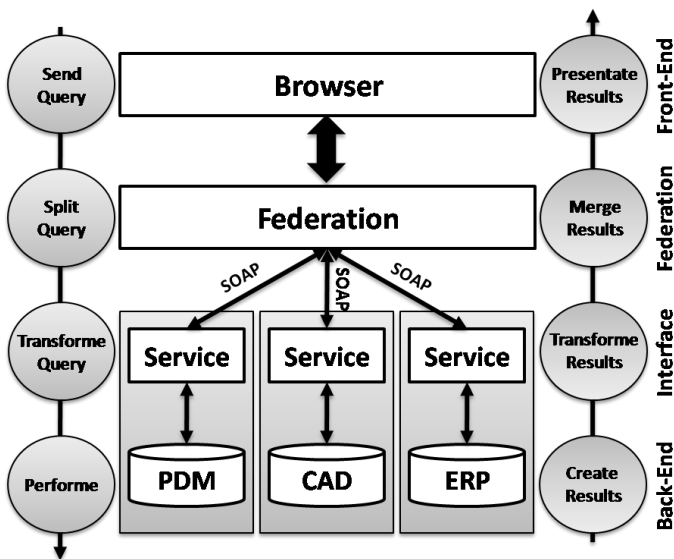 Send
Query
Browser
Presentate
Results
Front-End
Split
Query
Federation
Merge
Results
Federation
SOAP
SOAP
SOAP
Transforme
Query
Service
Service
Service
Transforme
Results
Interface
Performe
PDM
CAD
ERP
Create
Results
Back-End